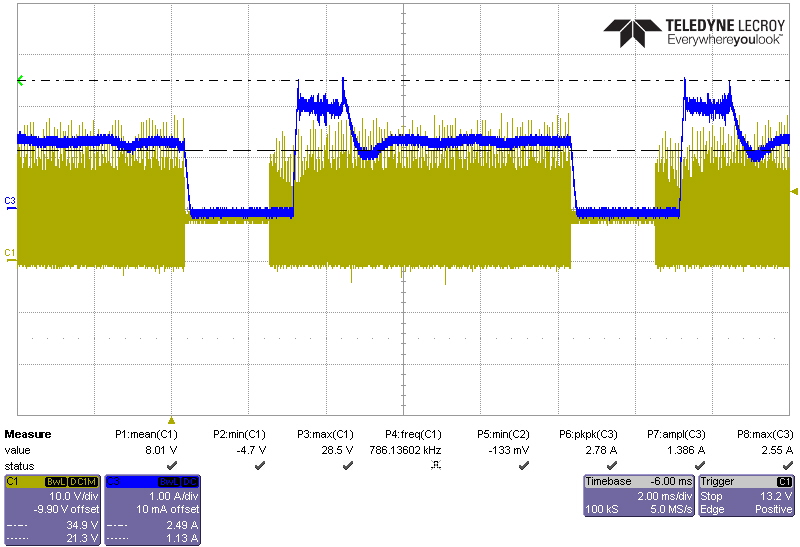 TELEDYNE LECROY
Everywhereyoulook™
C3
C1
Measure P1:mean(C1) P2:min(C1) P3:max(C1) P4:freq(C1) P5:min(C2) P6:pkpk(C3) P7:ampl(C3) P8:max(C3)
value 8.01 V -4.7 V 28.5 V 786.13602 kHz -133 mV 2.78 A 1.386 A 2.55 A
status
C1 BwL DC1M
10.0 V/div
-9.90 V offset
34.9 V
21.3 V
C3 BwL DC
1.00 A/div
10 mA offset
2.49 A
1.13 A
Timebase -6.00 ms
2.00 ms/div
100 kS 5.0 MS/s
Trigger C1
Stop 13.2 V
Edge Positive